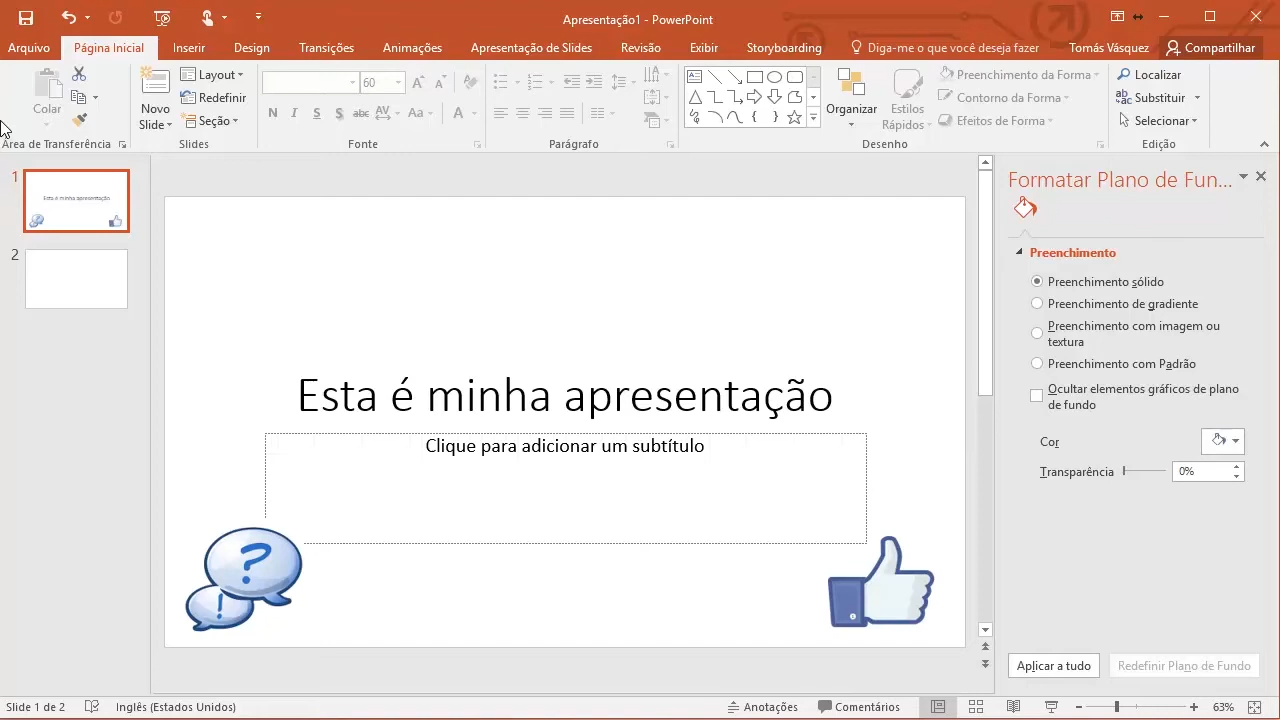 Apresentação1 - PowerPoint
Arquivo Página Inicial Inserir Design Transições Animações Apresentação de Slides Revisão Exibir Storyboarding Diga-me o que você deseja fazer Tomás Vásquez Compartilhar
Colar
Área de Transferência
Novo
Slide
Layout
Redefinir
Seção
Slides
60
N I S S abc AV Aa A
Fonte
Parágrafo
Organizar
Estilos
Rápidos
Preenchimento da Forma
Contorno da Forma
Efeitos de Forma
Desenho
Localizar
Substituir
Selecionar
Edição
1
Esta é minha apresentação
2
Esta é minha apresentação
Clique para adicionar um subtítulo
Formatar Plano de Fun...
Preenchimento
Preenchimento sólido
Preenchimento de gradiente
Preenchimento com imagem ou
textura
Preenchimento com Padrão
Ocultar elementos gráficos de plano
de fundo
Cor
Transparência 0%
Aplicar a tudo Redefinir Plano de Fundo
Slide 1 de 2 Inglês (Estados Unidos) Anotações Comentários 63%